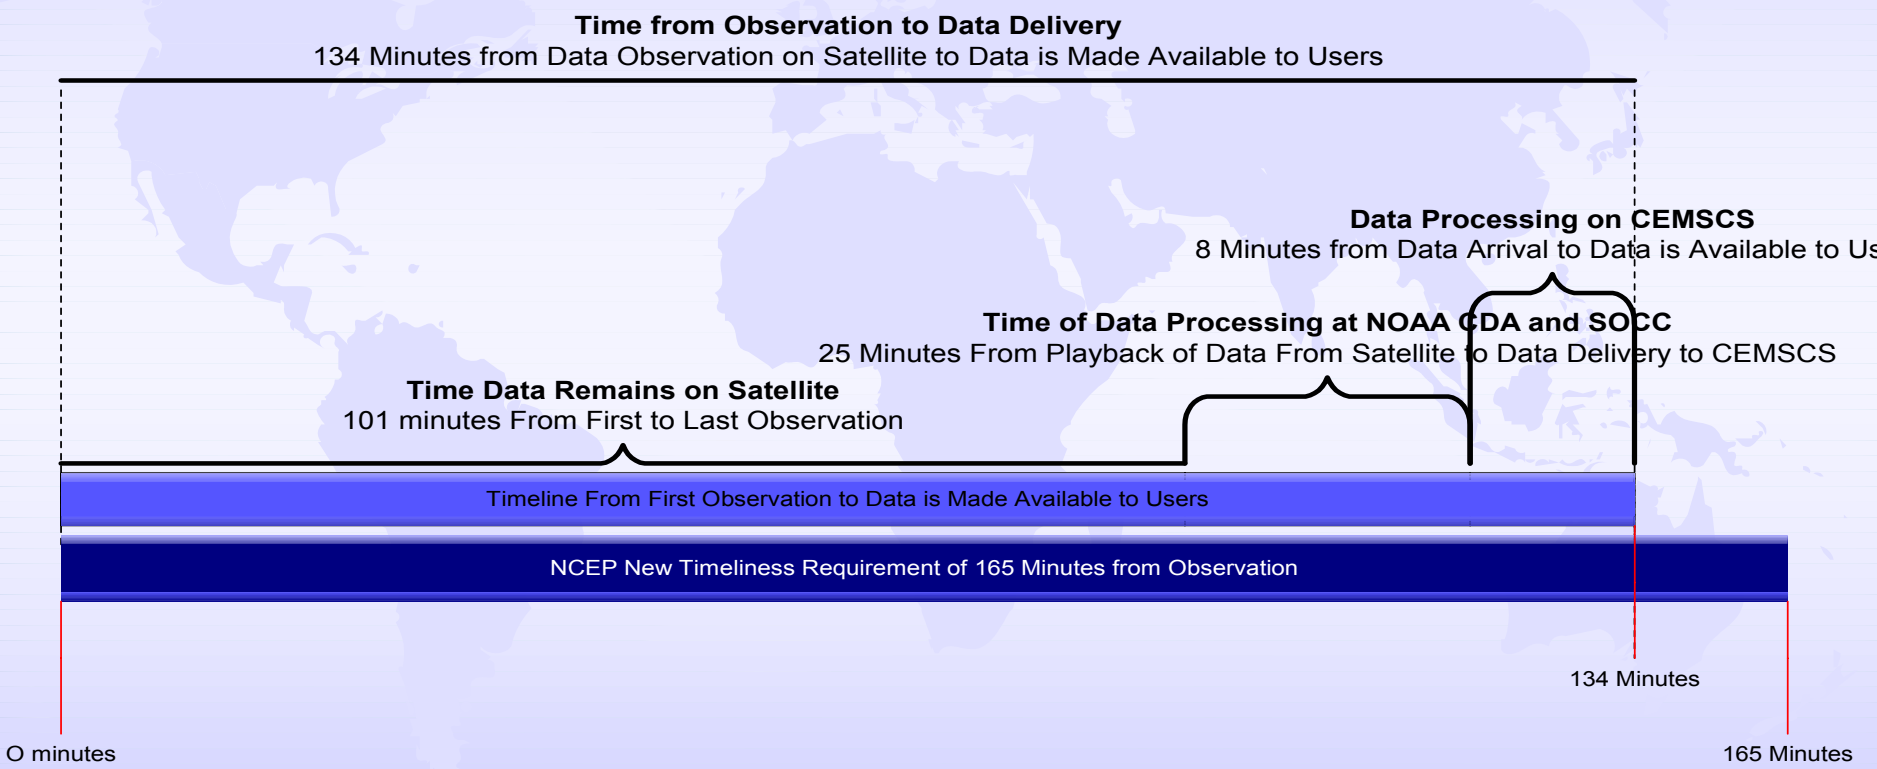 Time from Observation to Data Delivery
134 Minutes from Data Observation on Satellite to Data is Made Available to Users
Data Processing on CEMSCS
8 Minutes from Data Arrival to Data is Available to Us
Time of Data Processing at NOAA CDA and SOCC
25 Minutes From Playback of Data From Satellite to Data Delivery to CEMSCS
Time Data Remains on Satellite
101 minutes From First to Last Observation
Timeline From First Observation to Data is Made Available to Users
NCEP New Timeliness Requirement of 165 Minutes from Observation
134 Minutes
O minutes
165 Minutes